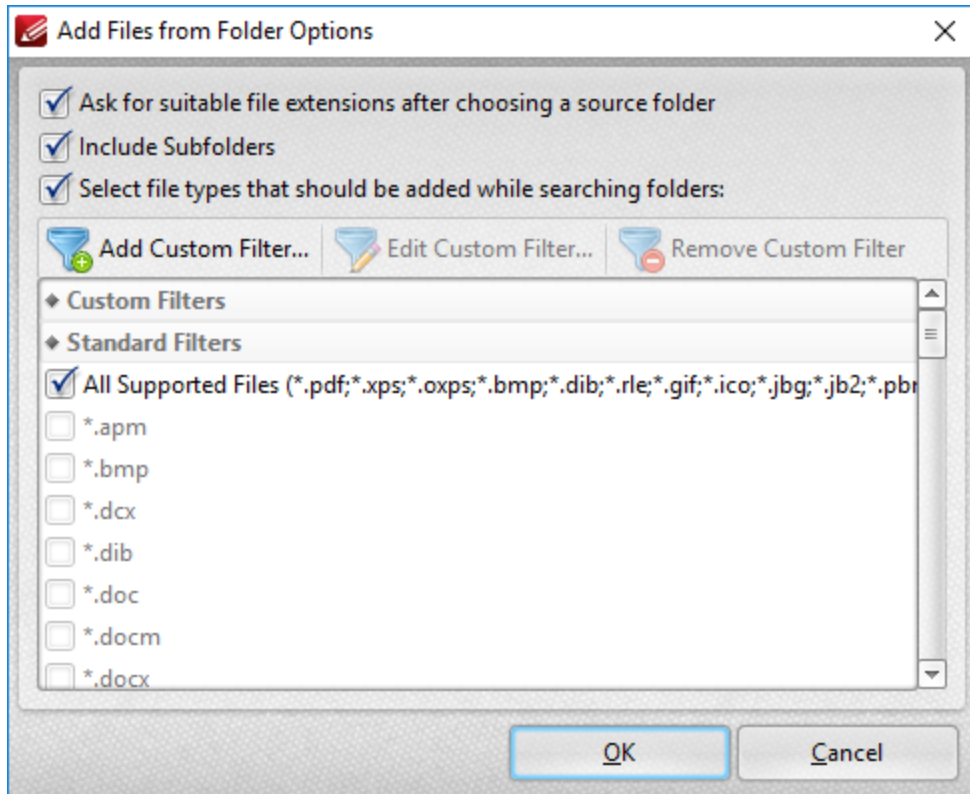 Add Files from Folder Options
Ask for suitable file extensions after choosing a source folder
Include Subfolders
Select file types that should be added while searching folders:
Add Custom Filter... Edit Custom Filter... Remove Custom Filter
Custom Filters
Standard Filters
All Supported Files (*.pdf;*.xps;*.oxps;*.bmp;*.dib;*.rle;*.gif;*.ico;*.jbg;*.jb2;
*.apm
*.bmp
*.dcx
*.dib
*.doc
*.docm
*.docx
OK Cancel